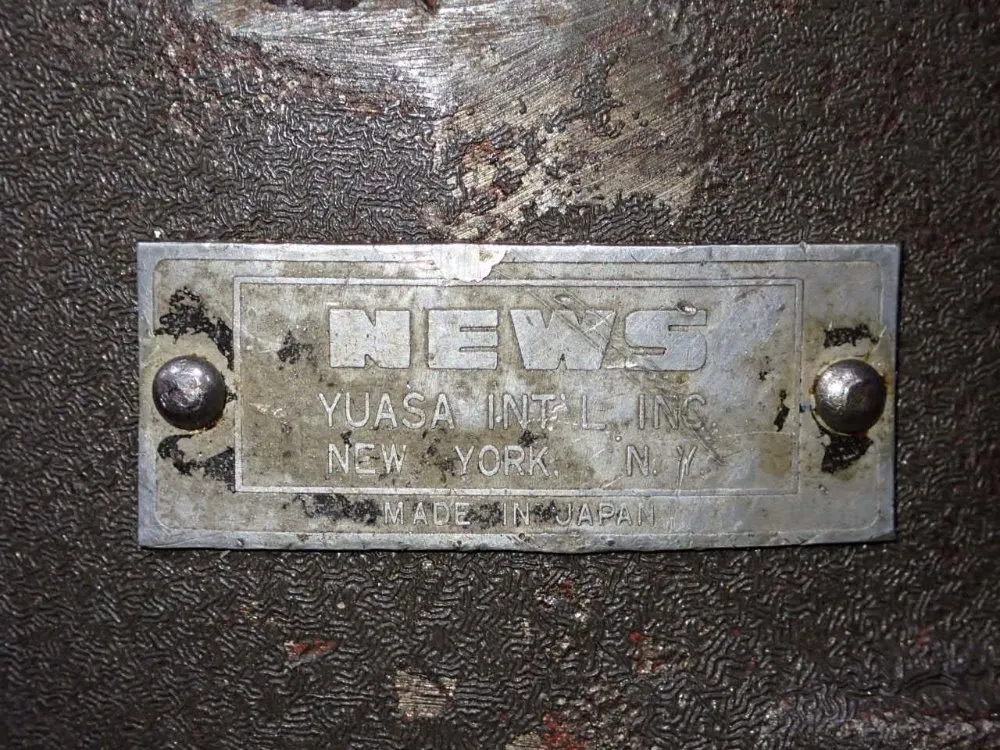 NEWS
YUASA INT'L, INC.
NEW YORK, N.Y.
MADE IN JAPAN